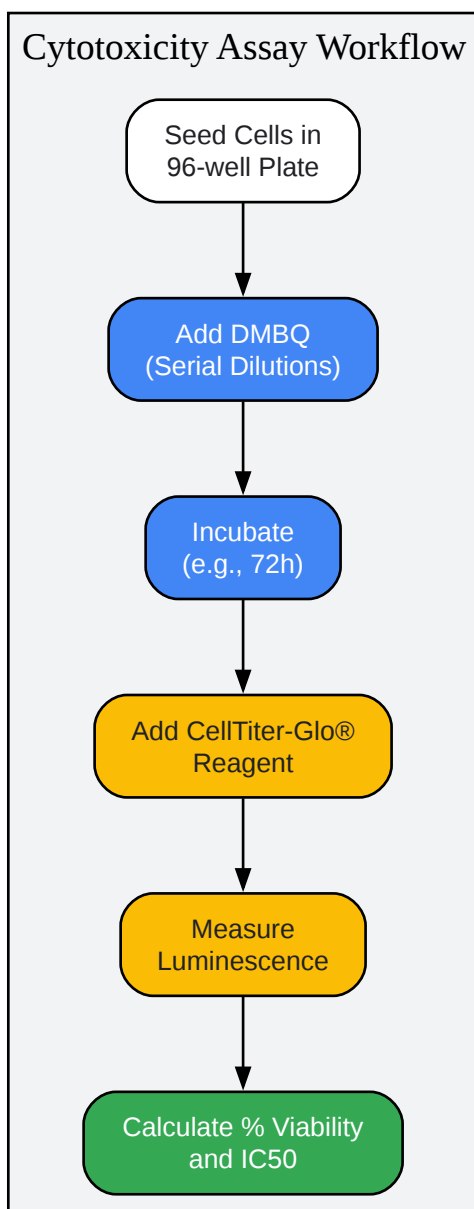 Cytotoxicity Assay Workflow
Seed Cells in
96-well Plate
Add DMBQ
(Serial Dilutions)
Incubate
(e.g., 72h)
Add CellTiter-Glo®
Reagent
Measure
Luminescence
Calculate % Viability
and IC50